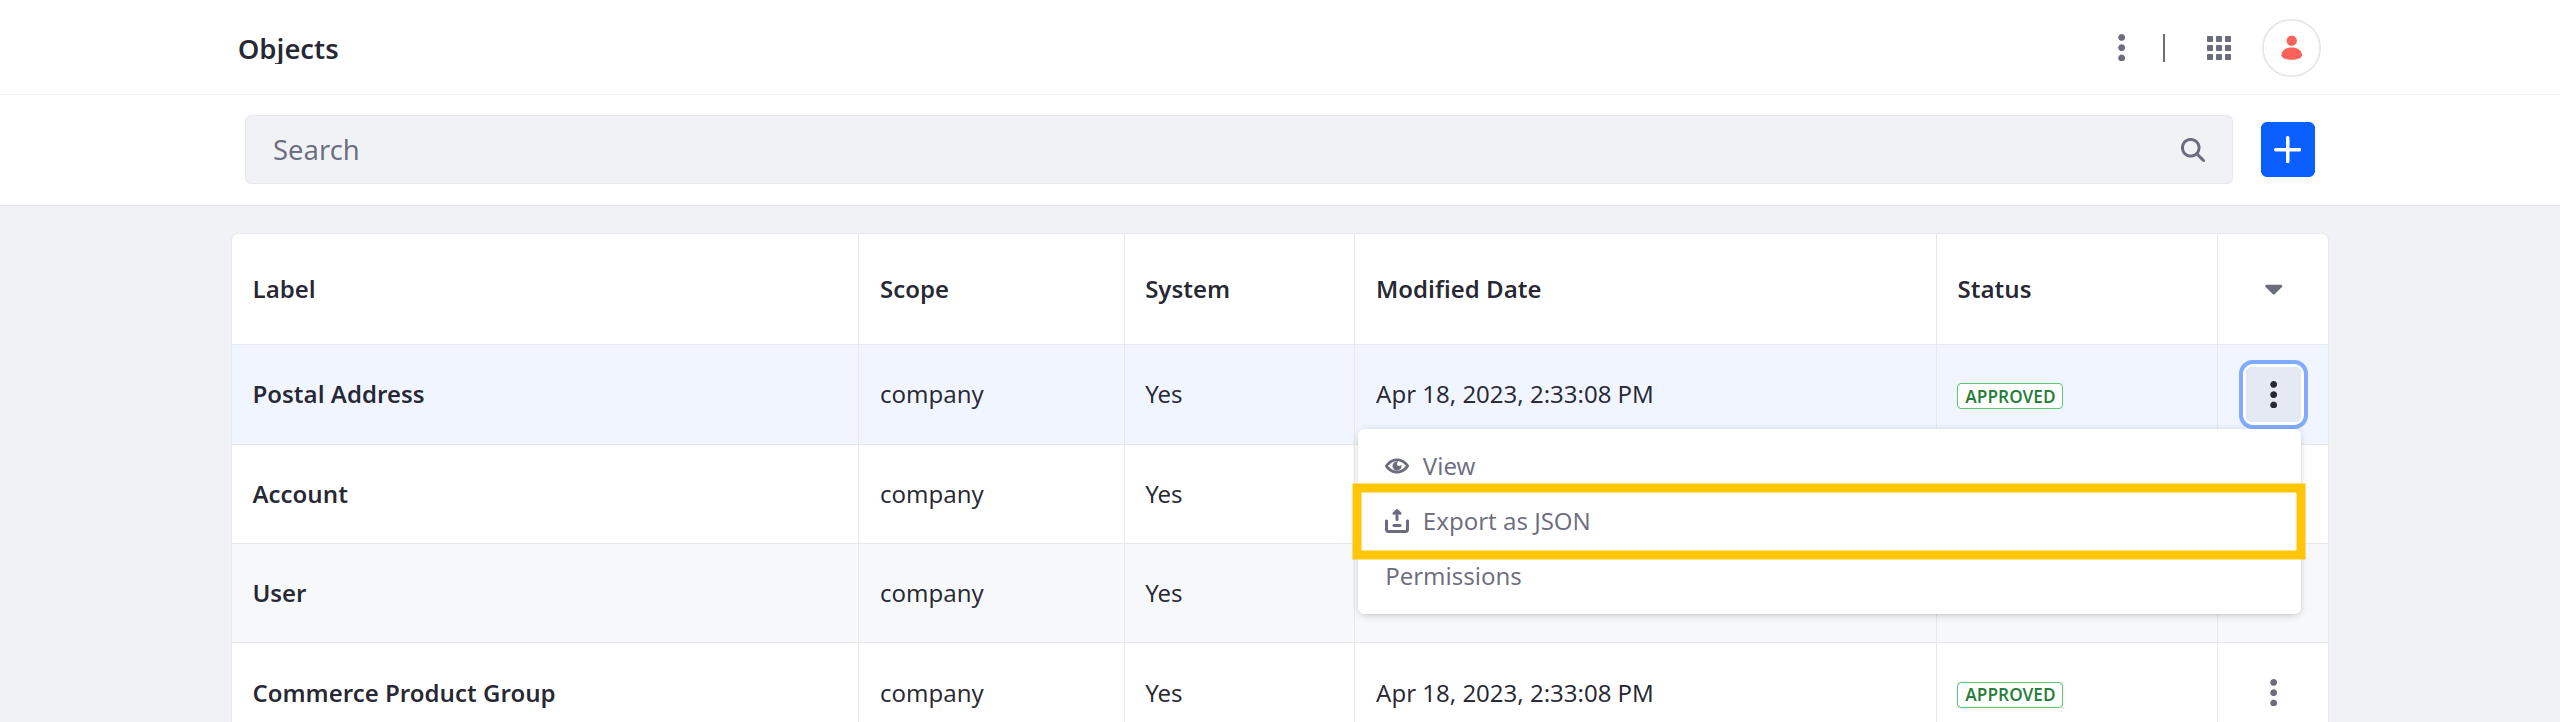 Objects
Search
Label Scope System Modified Date Status
Postal Address company Yes Apr 18, 2023, 2:33:08 PM APPROVED
View
Account company Yes
Export as JSON
Permissions
User company Yes
Commerce Product Group company Yes Apr 18, 2023, 2:33:08 PM APPROVED